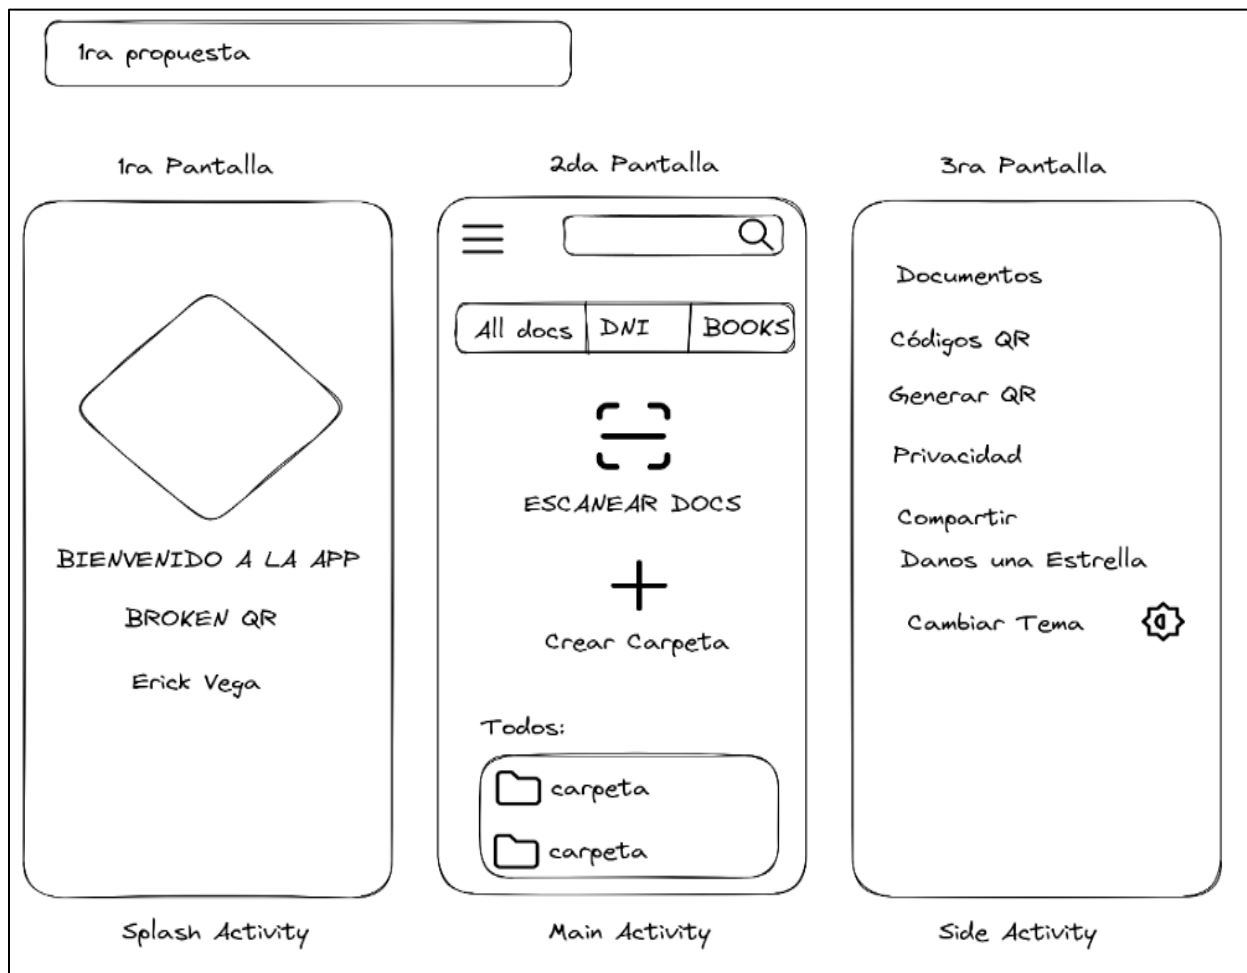 1ra propuesta
1ra Pantalla
BIENVENIDO A LA APP
BROKEN QR
Erick Vega
Splash Activity
2da Pantalla
All docs DNI BOOKS
ESCANEAR DOCS
Crear Carpeta
Todos:
carpeta
carpeta
Main Activity
3ra Pantalla
Documentos
Códigos QR
Generar QR
Privacidad
Compartir
Danos una Estrella
Cambiar Tema
Side Activity